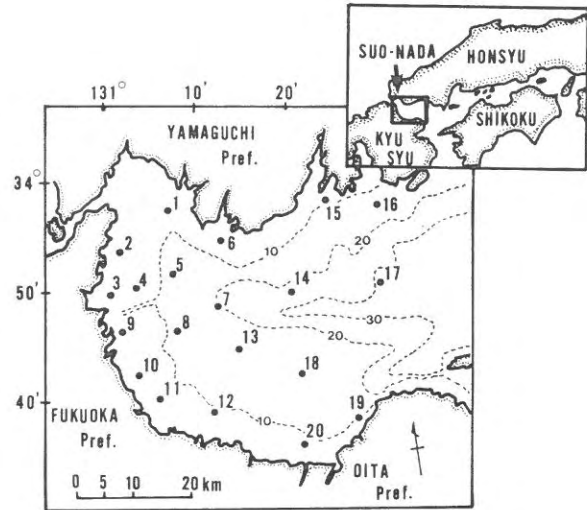 SUO-NADA
HONSYU
SHIKOKU
KYU
SYU
131°
10'
20'
YAMAGUCHI
Pref.
34°
50'
40'
1
2
3
4
5
6
7
8
9
10
11
12
13
14
15
16
17
18
19
20
10
20
30
20
10
FUKUOKA
Pref.
OITA
Pref.
0 5 10 20 km